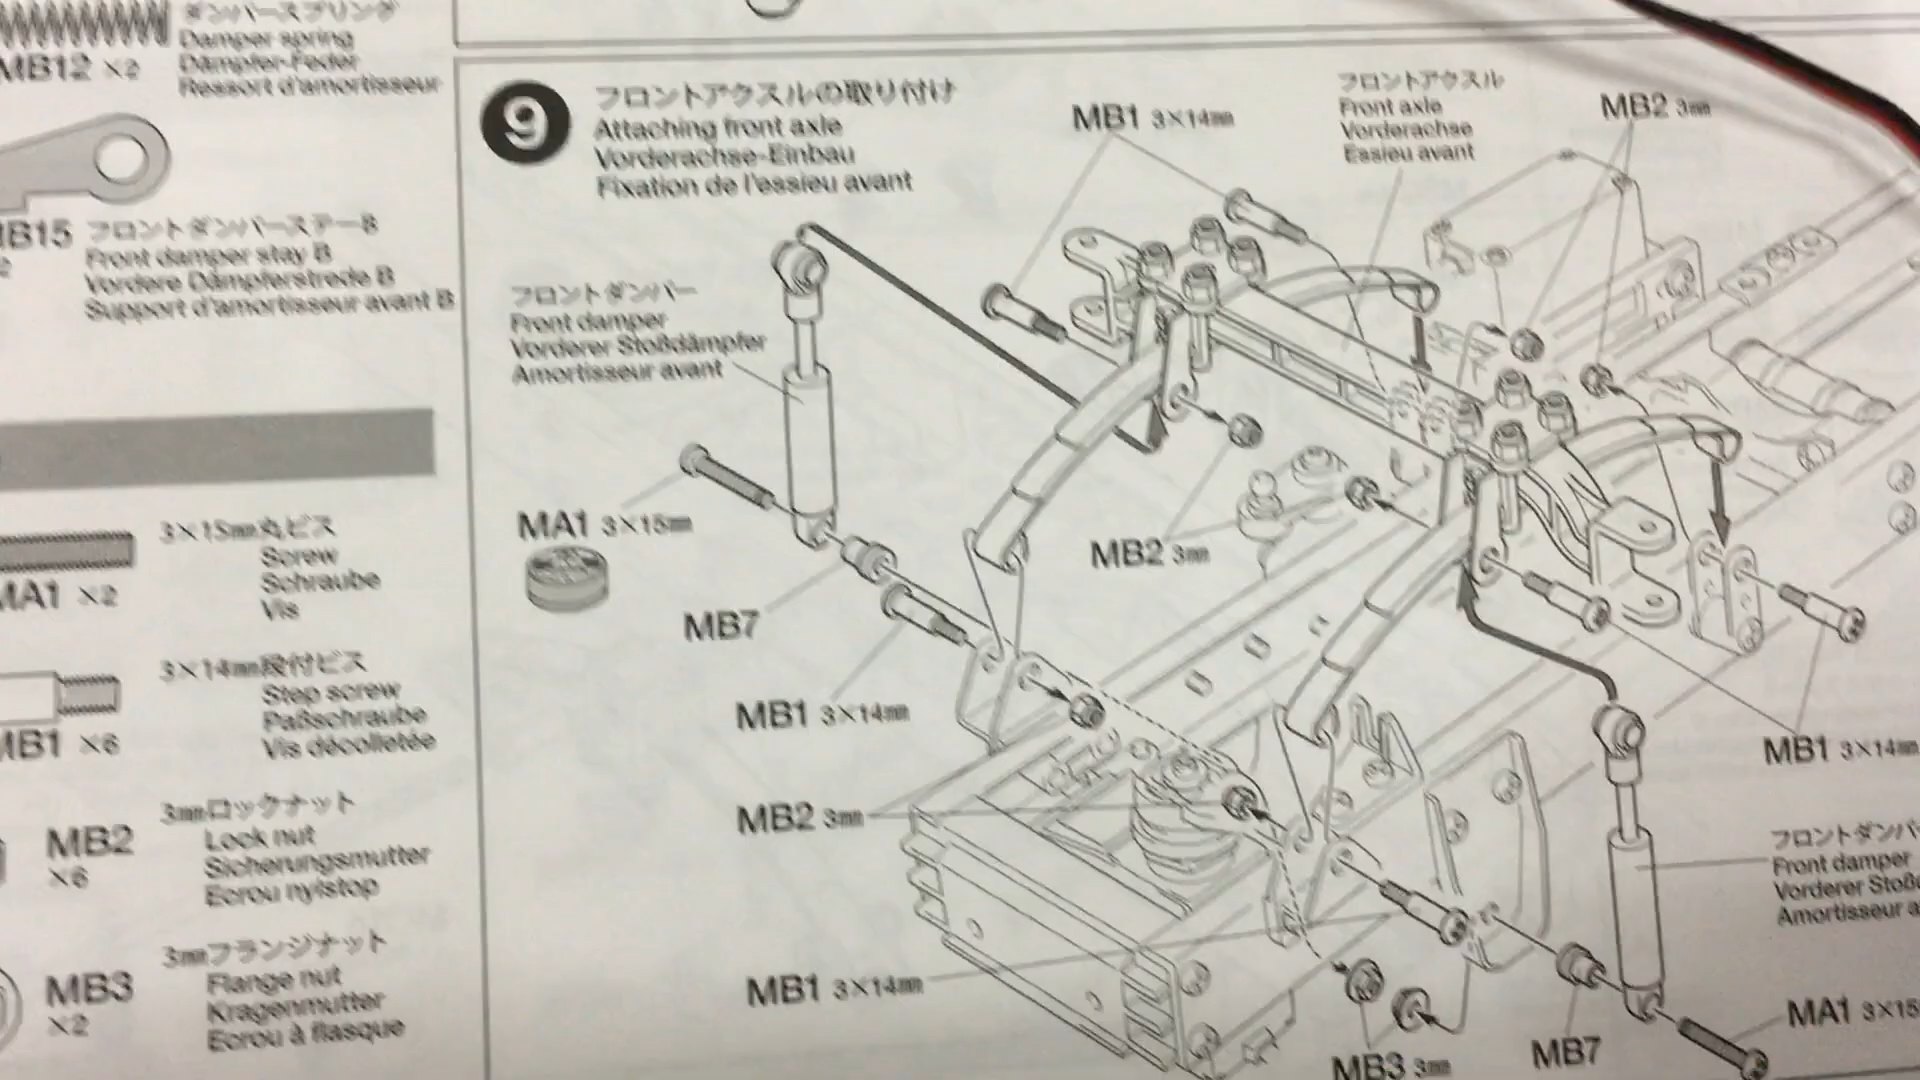 ダンパースプリング
Damper spring
Dämpfer-Feder
Ressort d'amortisseur
MB12 ×2
フロントダンパーステーB
Front damper stay B
Vordere Dämpferstrebe B
Support d'amortisseur avant B
MB15
3×15mm丸ビス
Screw
Schraube
Vis
MA1 ×2
3×14mm段付ビス
Step screw
Paßschraube
Vis décolletée
MB1 ×6
3mmロックナット
Lock nut
Sicherungsmutter
Ecrou nylstop
MB2
×6
3mmフランジナット
Flange nut
Kragenmutter
Ecrou à flasque
MB3
×2
9
フロントアクスルの取り付け
Attaching front axle
Vorderachse-Einbau
Fixation de l'essieu avant
MB1 3×14mm
フロントアクスル
Front axle
Vorderachse
Essieu avant
MB2 3mm
フロントダンパー
Front damper
Vorderer Stoßdämpfer
Amortisseur avant
MA1 3×15mm
MB2 3mm
MB7
MB1 3×14mm
MB1 3×14mm
MB2 3mm
フロントダンパ
Front damper
Vorderer
Amortisseur
MB1 3×14mm
MA1 3×15
MB7
MB3 3mm